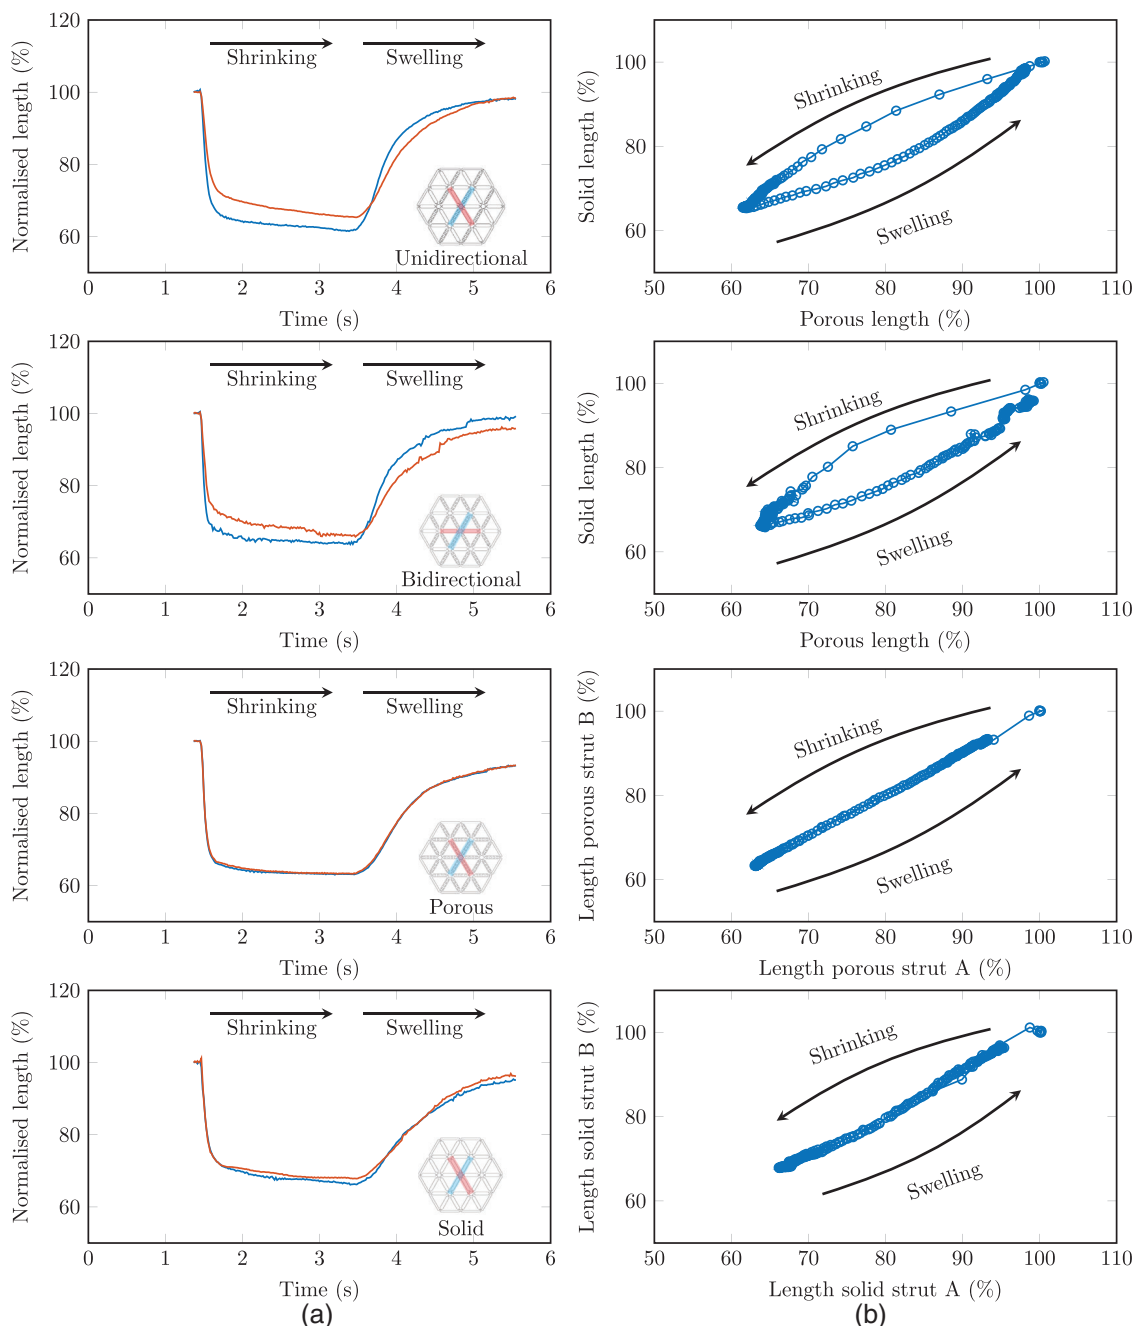 120
100
80
60
Normalised length (%)
Shrinking
Swelling
Unidirectional
0 1 2 3 4 5 6
Time (s)
100
80
60
Solid length (%)
Shrinking
Swelling
50 60 70 80 90 100 110
Porous length (%)
120
100
80
60
Normalised length (%)
Shrinking
Swelling
Bidirectional
0 1 2 3 4 5 6
Time (s)
100
80
60
Solid length (%)
Shrinking
Swelling
50 60 70 80 90 100 110
Porous length (%)
120
100
80
60
Normalised length (%)
Shrinking
Swelling
Porous
0 1 2 3 4 5 6
Time (s)
100
80
60
Length porous strut B (%)
Shrinking
Swelling
50 60 70 80 90 100 110
Length porous strut A (%)
120
100
80
60
Normalised length (%)
Shrinking
Swelling
Solid
0 1 2 3 4 5 6
Time (s)
(a)
100
80
60
Length solid strut B (%)
Shrinking
Swelling
50 60 70 80 90 100 110
Length solid strut A (%)
(b)